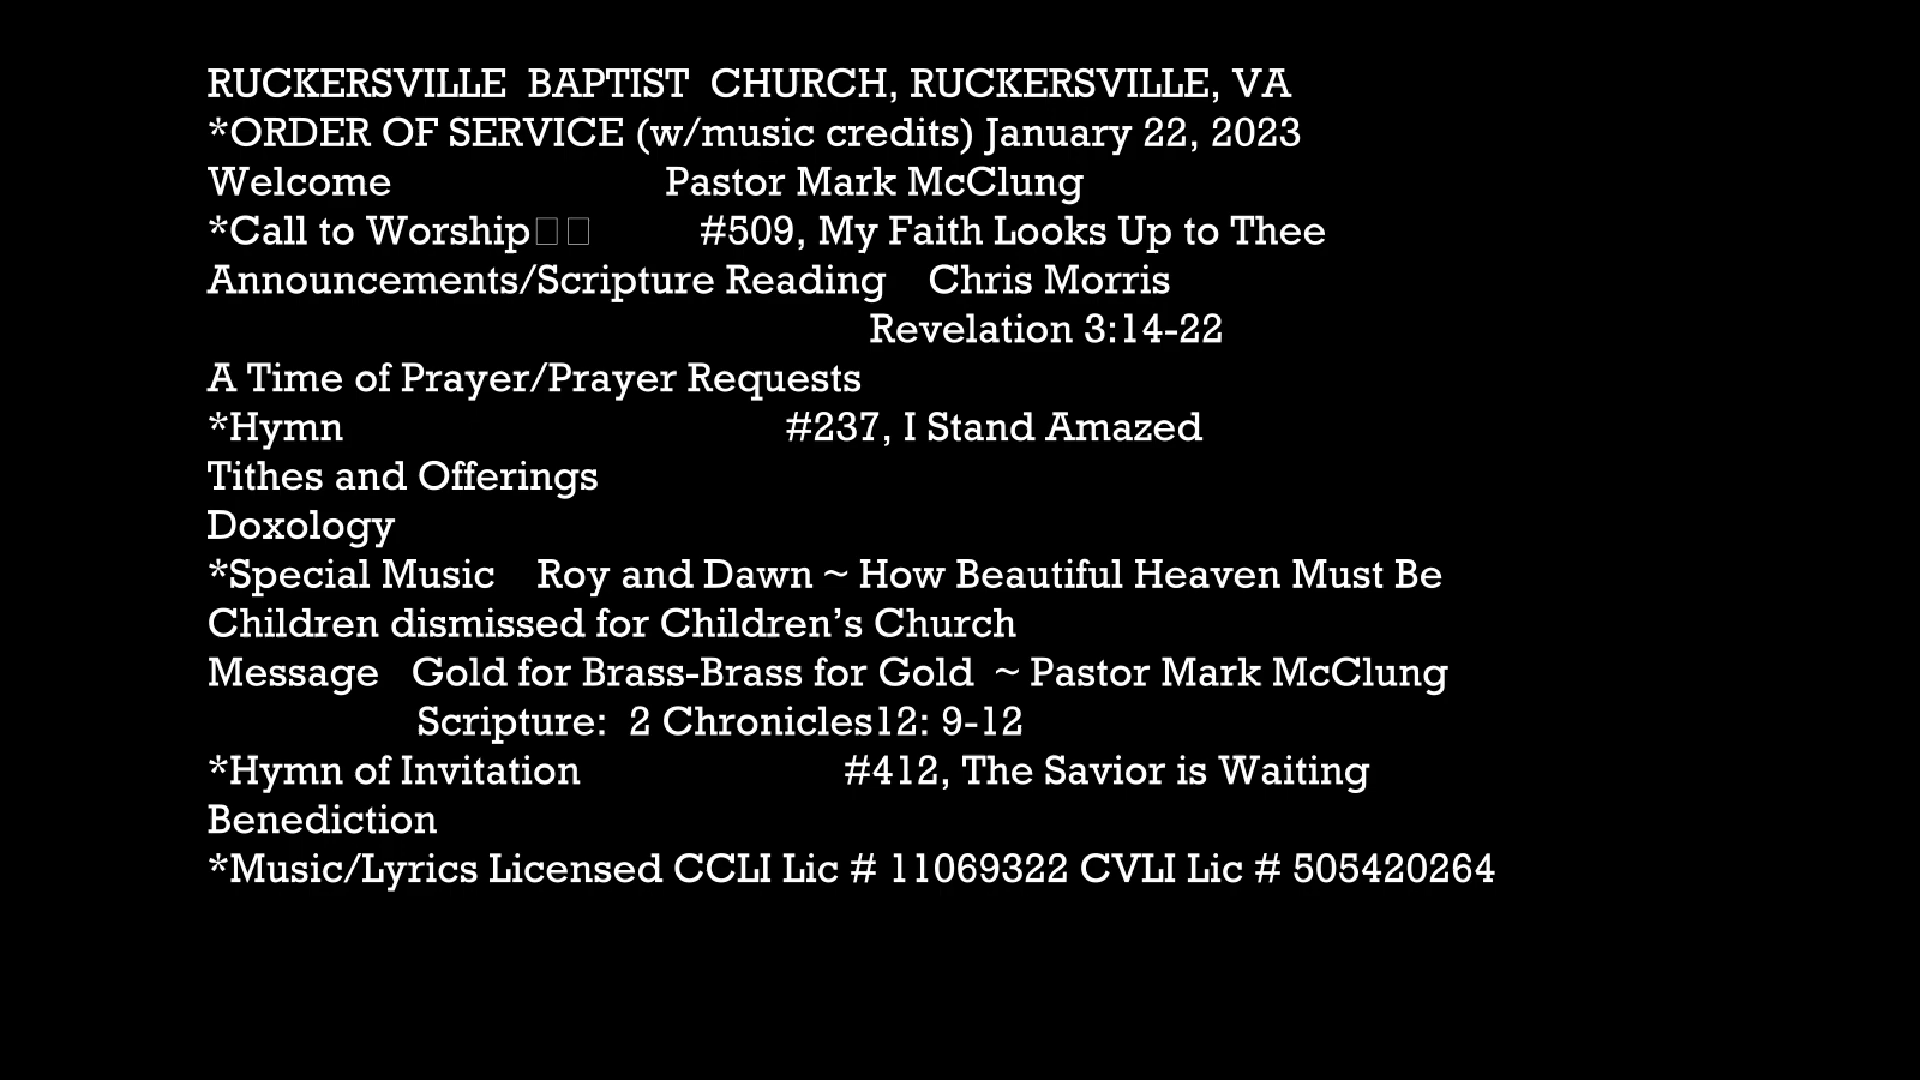 RUCKERSVILLE BAPTIST CHURCH, RUCKERSVILLE, VA
*ORDER OF SERVICE (w/music credits) January 22, 2023
Welcome Pastor Mark McClung
*Call to Worship□□ #509, My Faith Looks Up to Thee
Announcements/Scripture Reading Chris Morris
Revelation 3:14-22
A Time of Prayer/Prayer Requests
*Hymn #237, I Stand Amazed
Tithes and Offerings
Doxology
*Special Music Roy and Dawn ~ How Beautiful Heaven Must Be
Children dismissed for Children’s Church
Message Gold for Brass-Brass for Gold ~ Pastor Mark McClung
Scripture: 2 Chronicles12: 9-12
*Hymn of Invitation #412, The Savior is Waiting
Benediction
*Music/Lyrics Licensed CCLI Lic # 11069322 CVLI Lic # 505420264